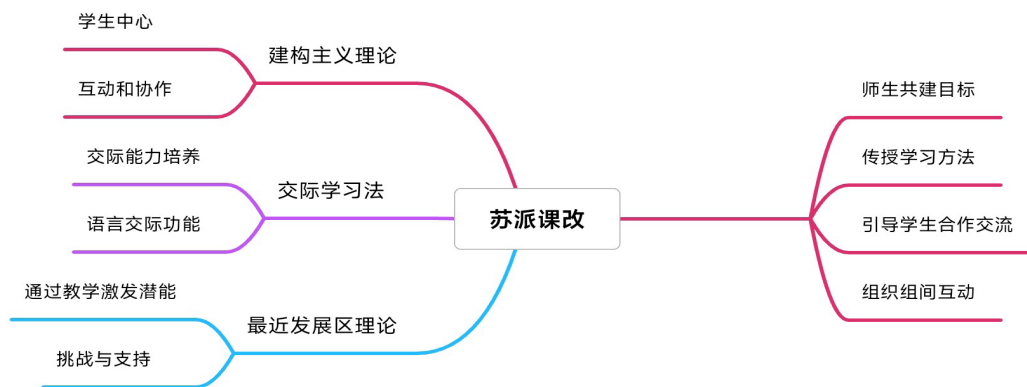 学生中心
建构主义理论
互动和协作
交际能力培养
交际学习法
语言交际功能
通过教学激发潜能
最近发展区理论
挑战与支持
苏派课改
师生共建目标
传授学习方法
引导学生合作交流
组织组间互动